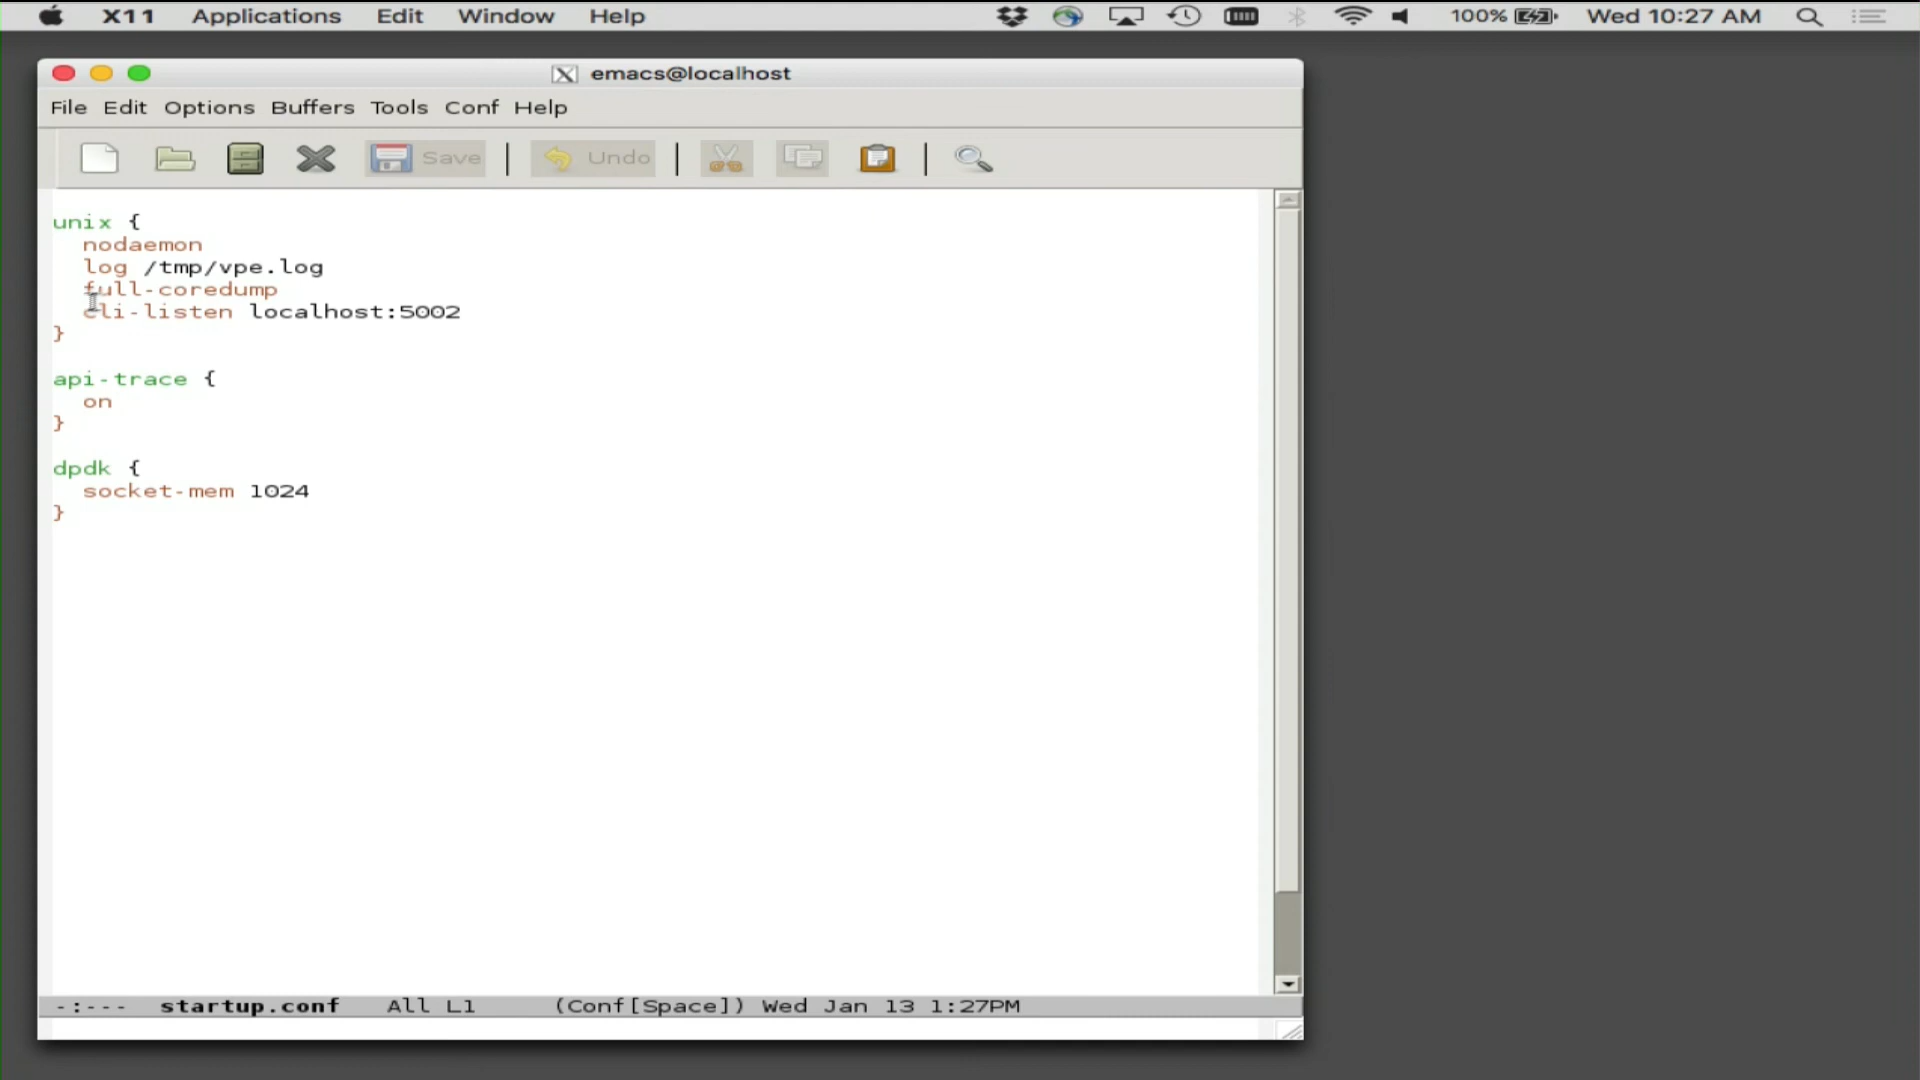 X11 Applications Edit Window Help 100% Wed 10:27 AM
emacs@localhost
File Edit Options Buffers Tools Conf Help
Save Undo
unix {
nodaemon
log /tmp/vpe.log
full-coredump
cli-listen localhost:5002
}
api-trace {
on
}
dpdk {
socket-mem 1024
}
-:--- startup.conf All L1 (Conf[Space]) Wed Jan 13 1:27PM